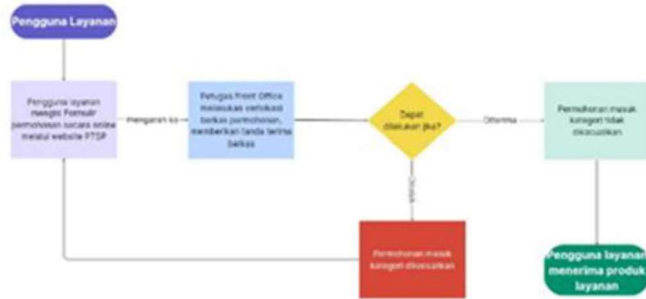 Pengguna Layanan
Pengguna layanan
mengisi Formulir
permohonan secara online
melalui website PTSP
Mengarah ke
Petugas Front Office
melakukan verifikasi
berkas permohonan,
memberikan tanda terima
berkas
Dapat
dilakukan jika?
Diterima
Permohonan masuk
kategori tidak
dikecualikan
Ditolak
Permohonan masuk
kategori dikecualikan
Pengguna layanan
menerima produk
layanan